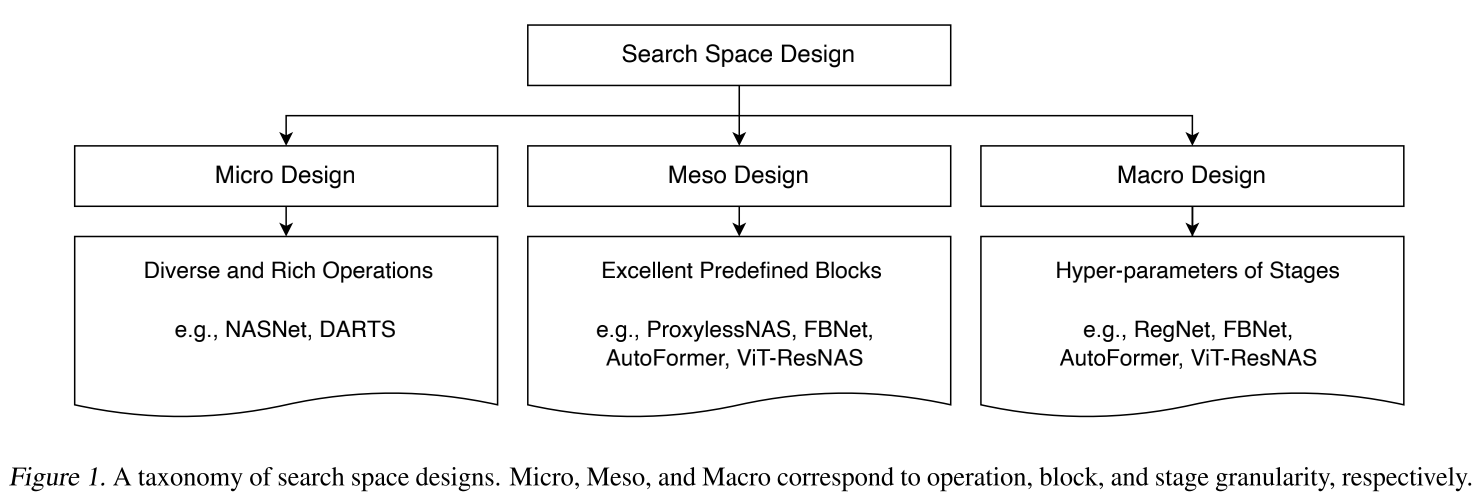 Search Space Design
Micro Design
Meso Design
Macro Design
Diverse and Rich Operations
e.g., NASNet, DARTS
Excellent Predefined Blocks
e.g., ProxylessNAS, FBNet,
AutoFormer, ViT-ResNAS
Hyper-parameters of Stages
e.g., RegNet, FBNet,
AutoFormer, ViT-ResNAS
Figure 1. A taxonomy of search space designs. Micro, Meso, and Macro correspond to operation, block, and stage granularity, respectively.